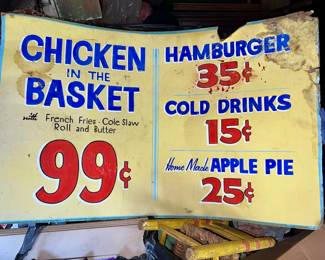 CHICKEN
IN THE
BASKET
with French Fries - Cole Slaw
Roll and Butter
99¢
HAMBURGER
35¢
COLD DRINKS
15¢
Home Made APPLE PIE
25¢